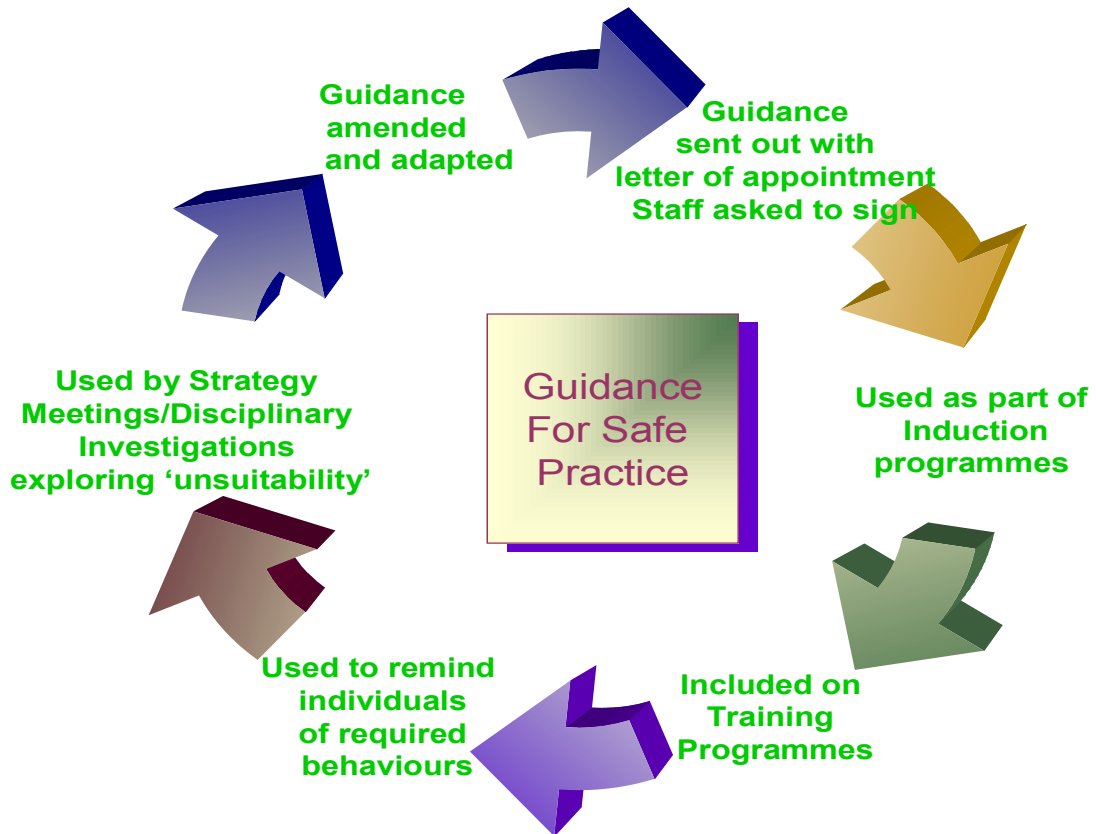 Guidance
amended
and adapted
Guidance
sent out with
letter of appointment
Staff asked to sign
Used as part of
Induction
programmes
Included on
Training
Programmes
Used to remind
individuals
of required
behaviours
Used by Strategy
Meetings/Disciplinary
Investigations
exploring ‘unsuitability’
Guidance
For Safe
Practice